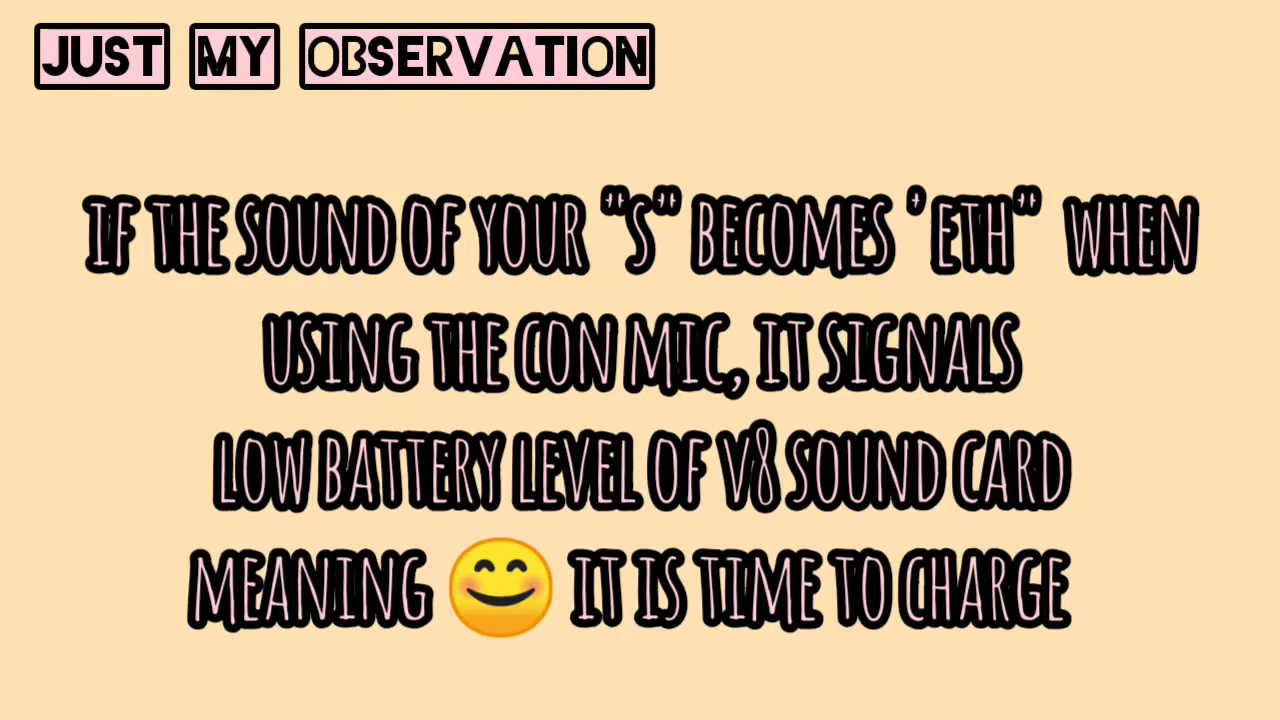 JUST MY OBSERVATION
IF THE SOUND OF YOUR "S" BECOMES 'ETH" WHEN
USING THE CON MIC, IT SIGNALS
LOW BATTERY LEVEL OF V8 SOUND CARD
MEANING 😊 IT IS TIME TO CHARGE